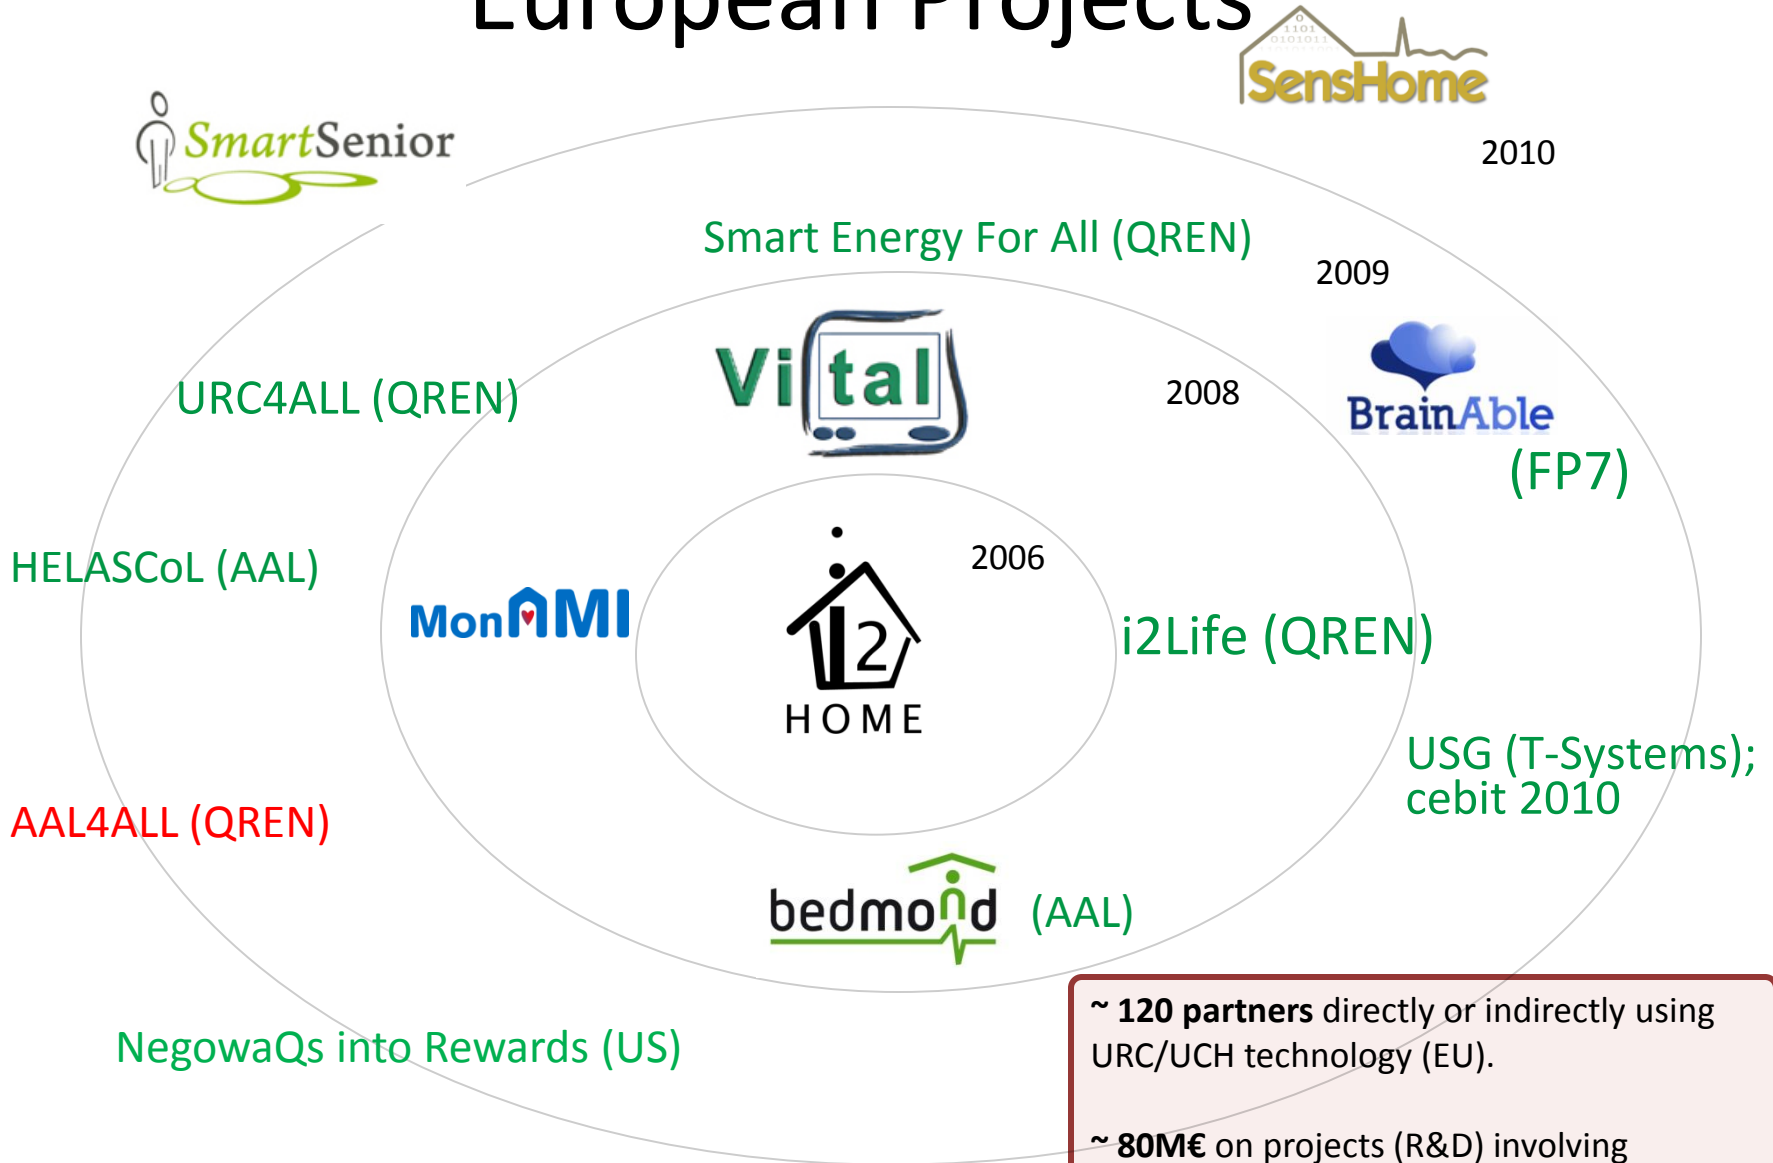 European Projects
1101
0101011
SensHome
SmartSenior
2010
Smart Energy For All (QREN)
2009
Vital
2008
BrainAble
URC4ALL (QREN)
(FP7)
2006
HELASCoL (AAL)
MonAMI
i2
HOME
i2Life (QREN)
USG (T-Systems);
cebit 2010
AAL4ALL (QREN)
bedmond (AAL)
~ 120 partners directly or indirectly using
URC/UCH technology (EU).
NegowaQs into Rewards (US)
~ 80M€ on projects (R&D) involving